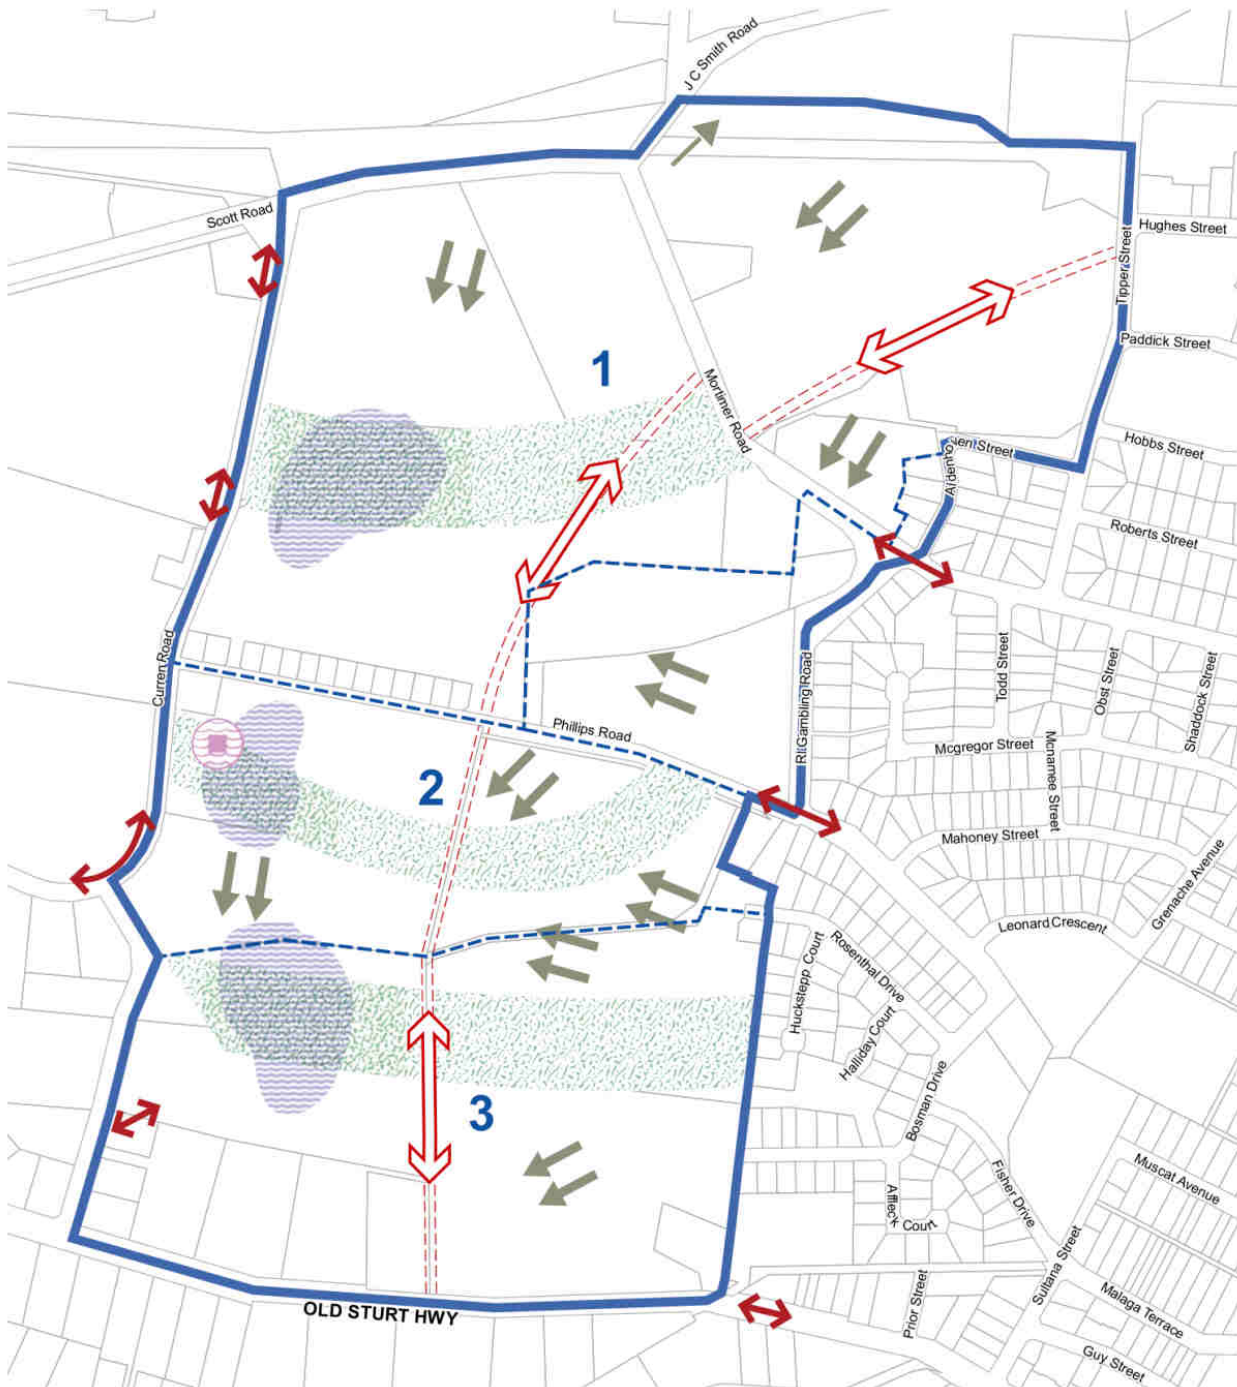 J C Smith Road
Scott Road
Hughes Street
Tipper Street
Paddick Street
1
Mortimer Road
Hobbs Street
Roberts Street
Curren Road
Todd Street
Obst Street
Shaddock Street
RI Gambling Road
Phillips Road
Mcgregor Street
Mcnamee Street
2
Mahoney Street
Grenache Avenue
Leonard Crescent
Rosenthal Drive
Huckstepp Court
Halliday Court
3
Bosman Drive
Muscat Avenue
Fisher Drive
Affleck Court
Sultana Street
Prior Street
Malaga Terrace
OLD STURT HWY
Guy Street